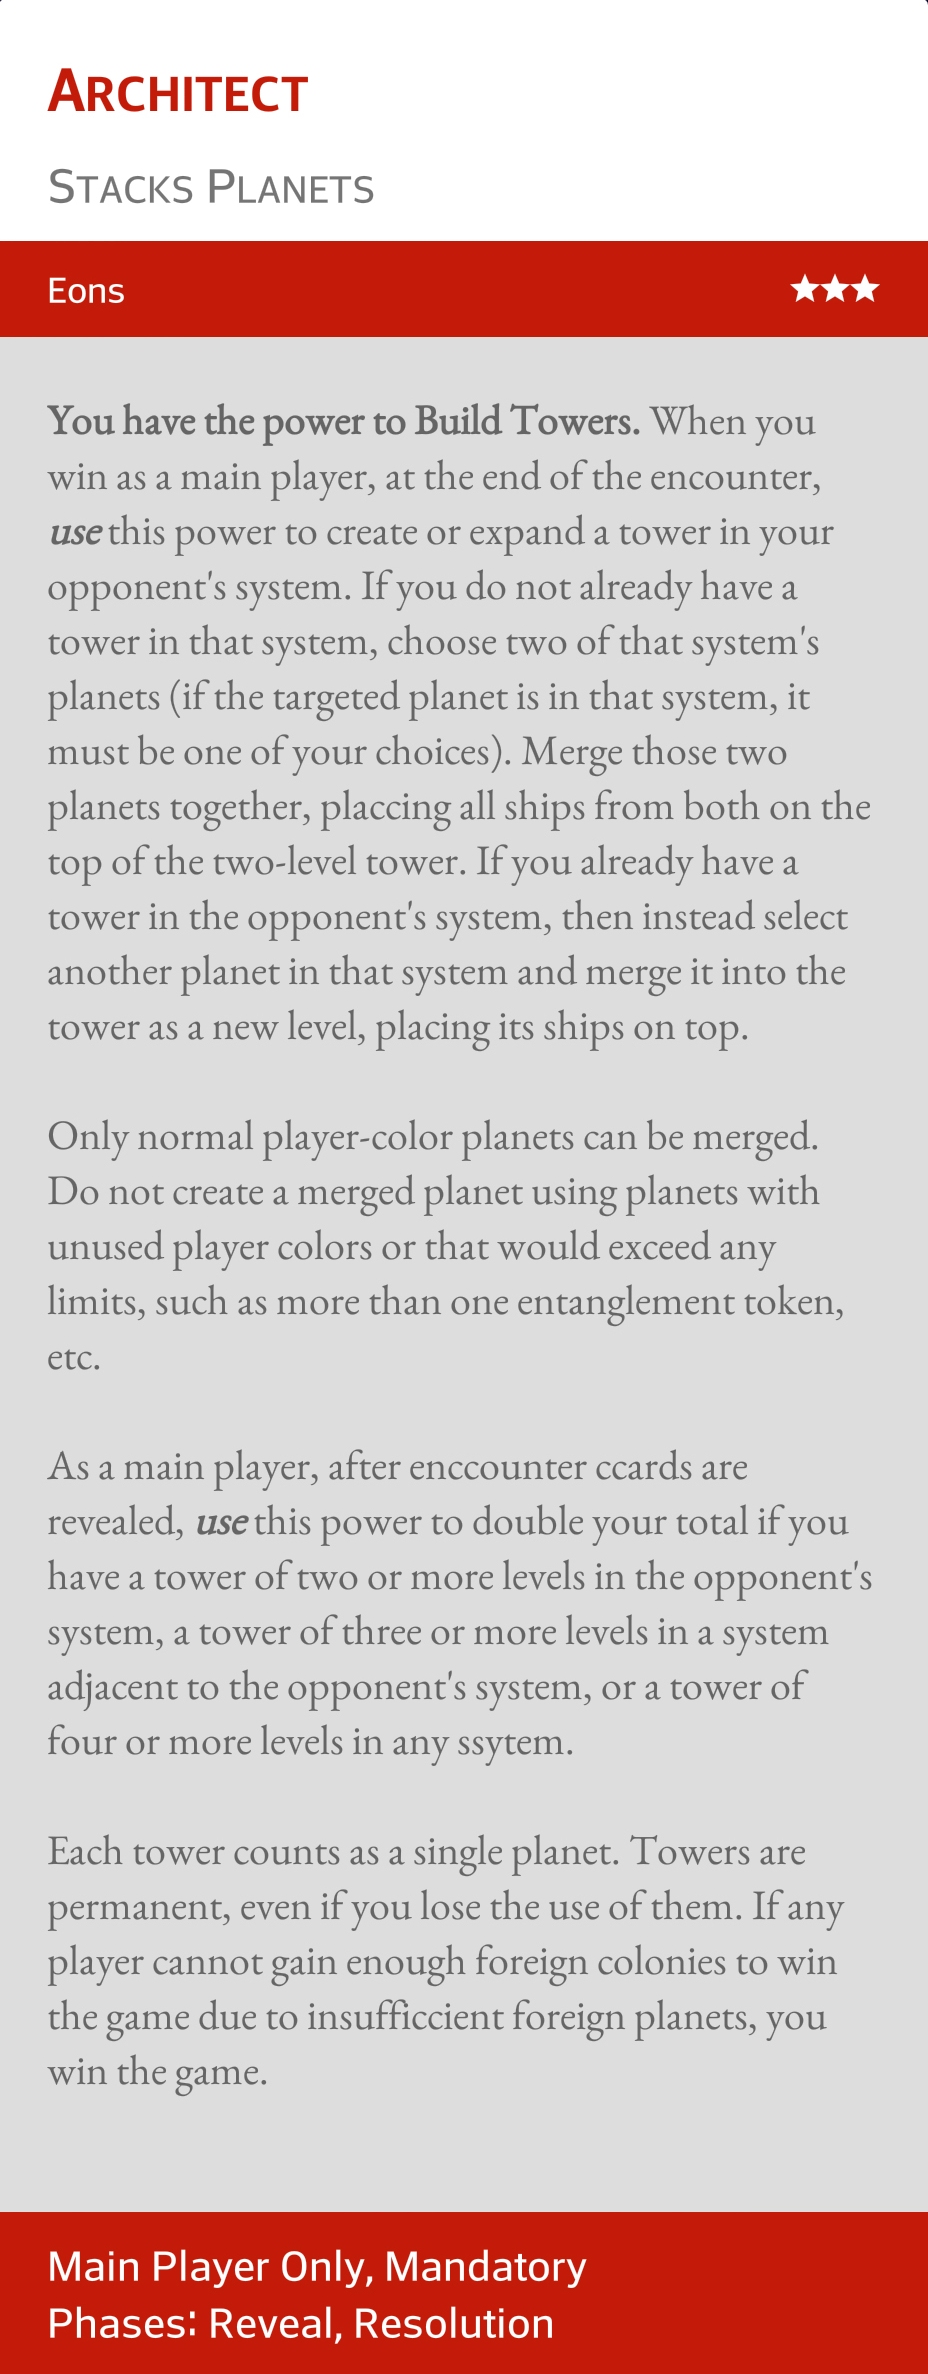 ARCHITECT
STACKS PLANETS
Eons ★★★
You have the power to Build Towers. When you
win as a main player, at the end of the encounter,
use this power to create or expand a tower in your
opponent's system. If you do not already have a
tower in that system, choose two of that system's
planets (if the targeted planet is in that system, it
must be one of your choices). Merge those two
planets together, placcing all ships from both on the
top of the two-level tower. If you already have a
tower in the opponent's system, then instead select
another planet in that system and merge it into the
tower as a new level, placing its ships on top.
Only normal player-color planets can be merged.
Do not create a merged planet using planets with
unused player colors or that would exceed any
limits, such as more than one entanglement token,
etc.
As a main player, after enccounter ccards are
revealed, use this power to double your total if you
have a tower of two or more levels in the opponent's
system, a tower of three or more levels in a system
adjacent to the opponent's system, or a tower of
four or more levels in any ssytem.
Each tower counts as a single planet. Towers are
permanent, even if you lose the use of them. If any
player cannot gain enough foreign colonies to win
the game due to insufficcient foreign planets, you
win the game.
Main Player Only, Mandatory
Phases: Reveal, Resolution